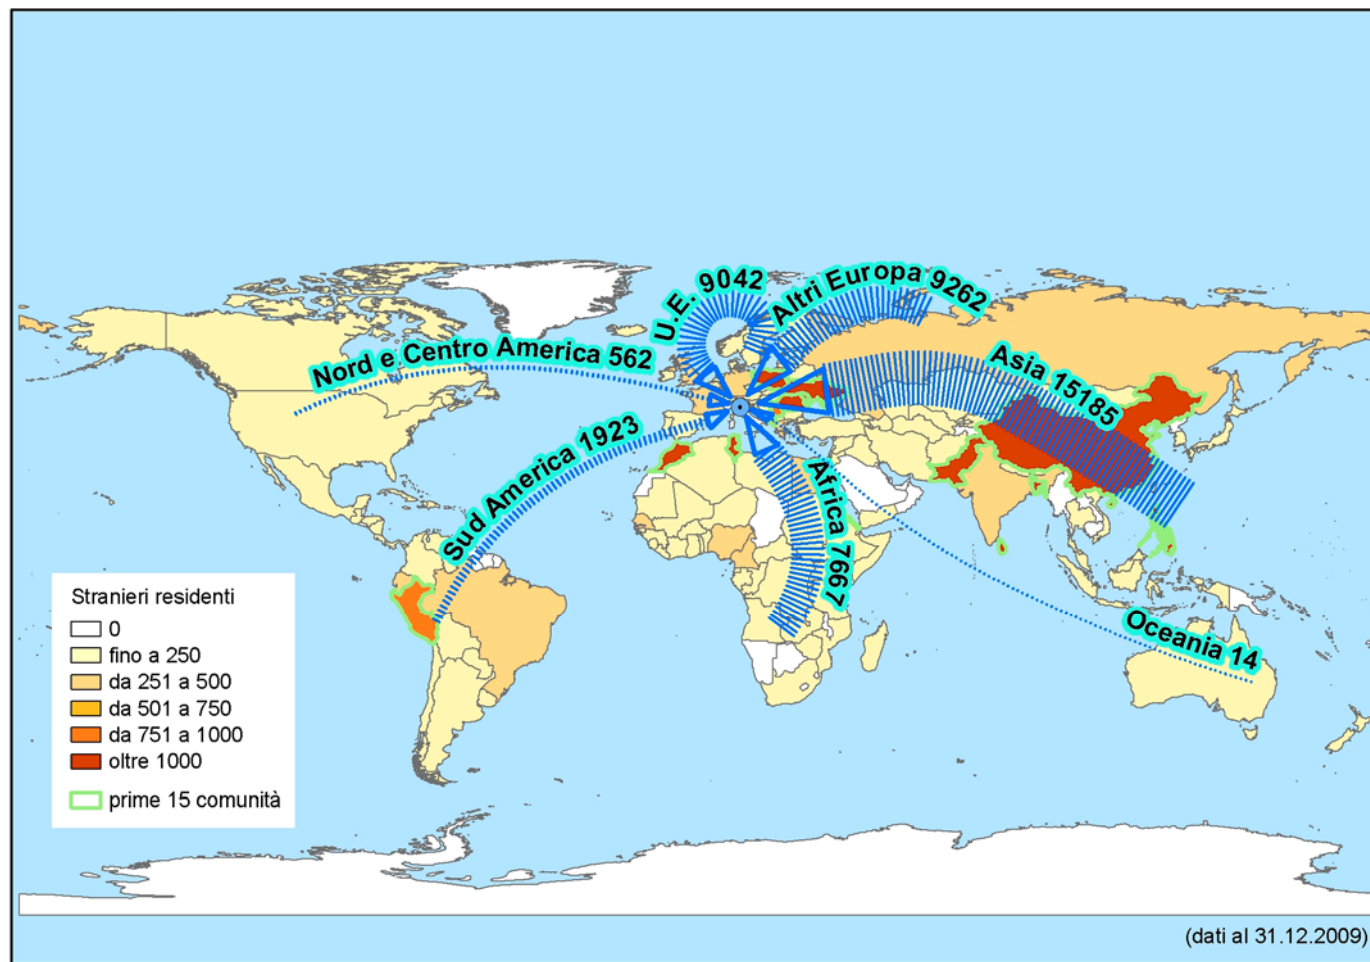 U.E. 9042
Altri Europa 9262
Nord e Centro America 562
Asia 15185
Sud America 1923
Africa 7667
Oceania 14
Stranieri residenti
0
fino a 250
da 251 a 500
da 501 a 750
da 751 a 1000
oltre 1000
prime 15 comunità
(dati al 31.12.2009)